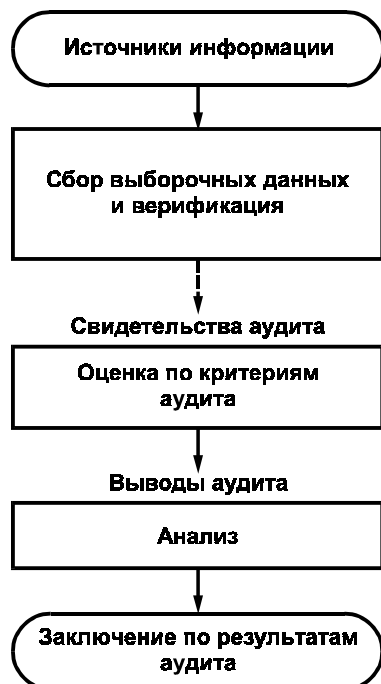 Источники информации
Сбор выборочных данных
и верификация
Свидетельства аудита
Оценка по критериям
аудита
Выводы аудита
Анализ
Заключение по результатам
аудита